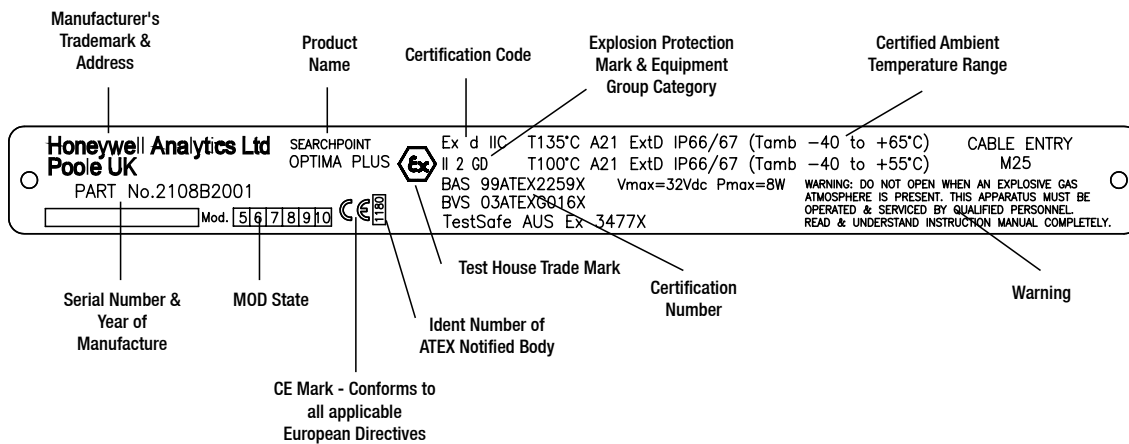 Manufacturer's
Trademark &
Address
Product
Name
Certification Code
Explosion Protection
Mark & Equipment
Group Category
Certified Ambient
Temperature Range
Honeywell Analytics Ltd
Poole UK
PART No.2108B2001
Mod. 5 6 7 8 9 10
SEARCHPOINT
OPTIMA PLUS
Ex
CE
1180
Ex d IIC T135°C A21 ExtD IP66/67 (Tamb -40 to +65°C)
II 2 GD T100°C A21 ExtD IP66/67 (Tamb -40 to +55°C)
BAS 99ATEX2259X Vmax=32Vdc Pmax=8W
BVS 03ATEXG016X
TestSafe AUS Ex 3477X
CABLE ENTRY
M25
WARNING: DO NOT OPEN WHEN AN EXPLOSIVE GAS
ATMOSPHERE IS PRESENT. THIS APPARATUS MUST BE
OPERATED & SERVICED BY QUALIFIED PERSONNEL.
READ & UNDERSTAND INSTRUCTION MANUAL COMPLETELY.
Serial Number &
Year of
Manufacture
MOD State
CE Mark - Conforms to
all applicable
European Directives
Ident Number of
ATEX Notified Body
Test House Trade Mark
Certification
Number
Warning